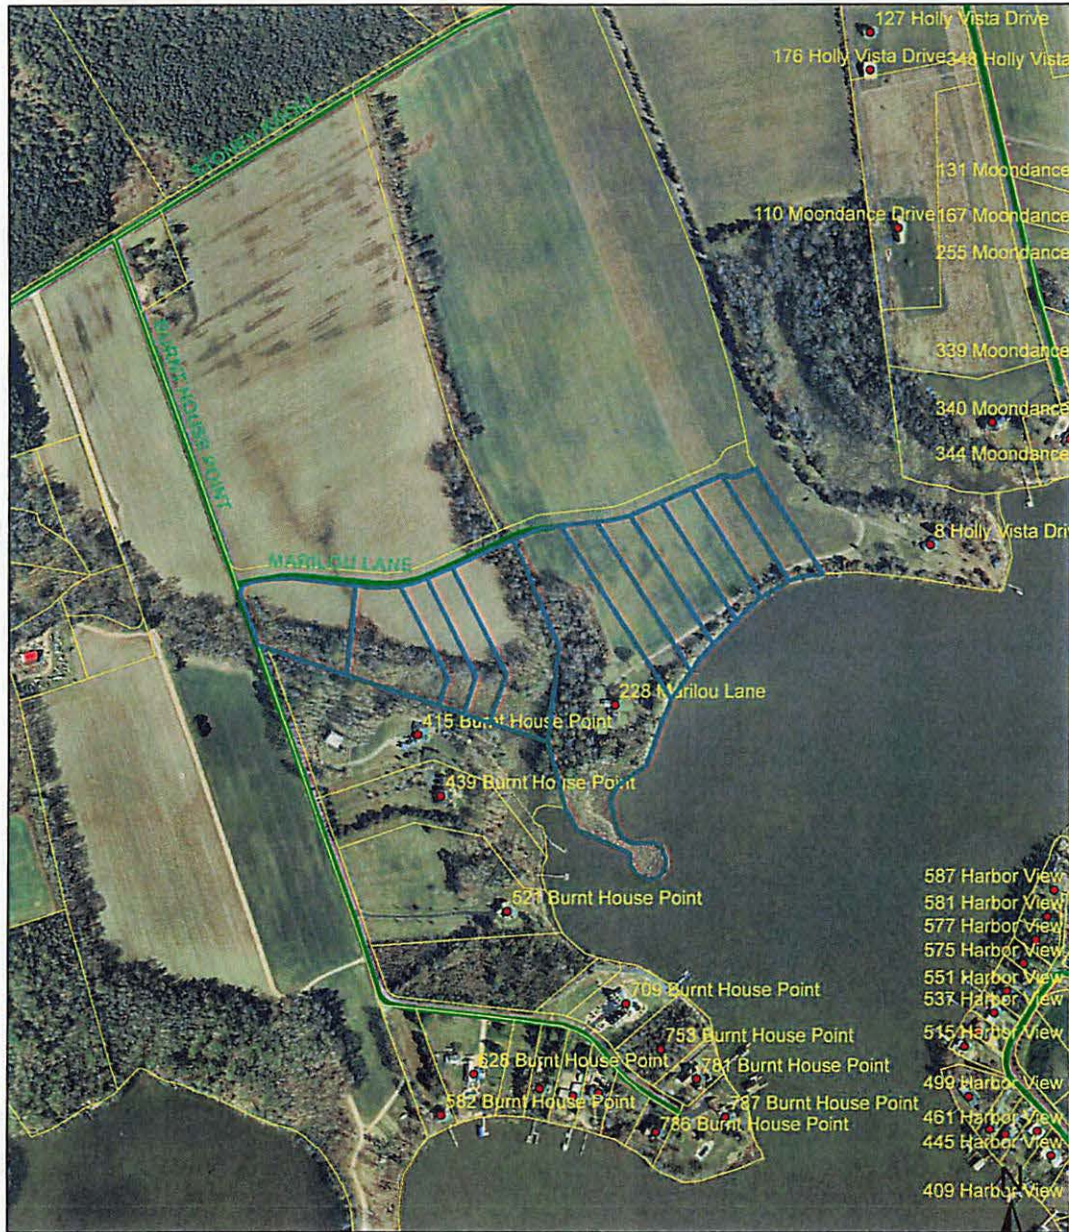 127 Holly Vista Drive
176 Holly Vista Drive
348 Holly Vista
131 Moondance
110 Moondance Drive
167 Moondance
255 Moondance
339 Moondance
340 Moondance
344 Moondance
8 Holly Vista Driv
BURNT HOUSE POINT
MARILOU LANE
228 Marilou Lane
415 Burnt House Point
439 Burnt House Point
521 Burnt House Point
587 Harbor View
581 Harbor View
577 Harbor View
575 Harbor View
551 Harbor View
537 Harbor View
515 Harbor View
709 Burnt House Point
753 Burnt House Point
628 Burnt House Point
781 Burnt House Point
499 Harbor View
582 Burnt House Point
787 Burnt House Point
461 Harbor View
786 Burnt House Point
445 Harbor View
409 Harbor View
N